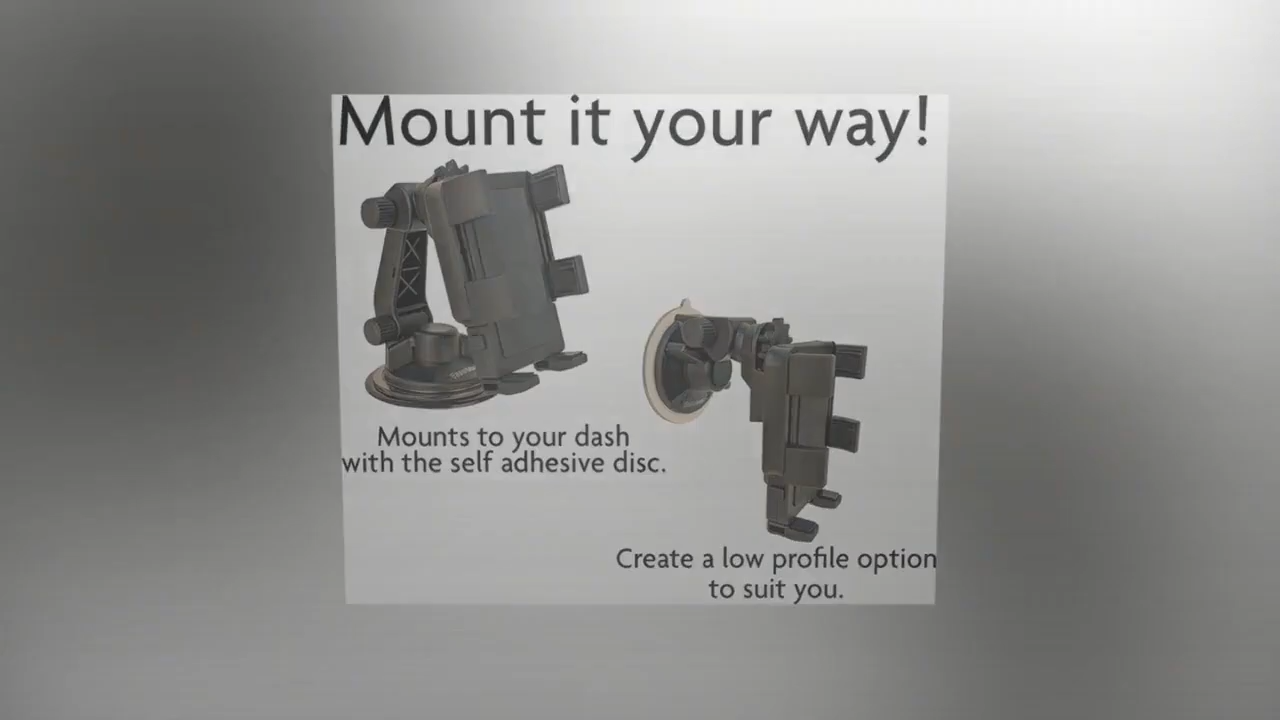 Mount it your way!
Mounts to your dash
with the self adhesive disc.
Create a low profile option
to suit you.